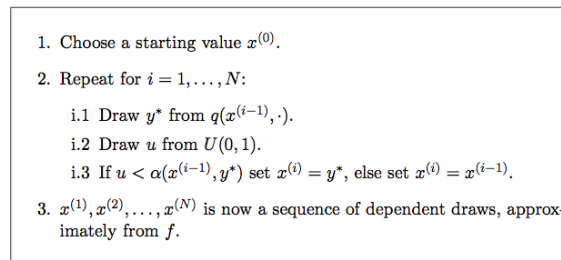 1. Choose a starting value x^(0).
2. Repeat for i = 1, . . . , N:
i.1 Draw y* from q(x^(i−1), ·).
i.2 Draw u from U(0, 1).
i.3 If u < α(x^(i−1), y*) set x^(i) = y*, else set x^(i) = x^(i−1).
3. x^(1), x^(2), . . . , x^(N) is now a sequence of dependent draws, approx-
imately from f.